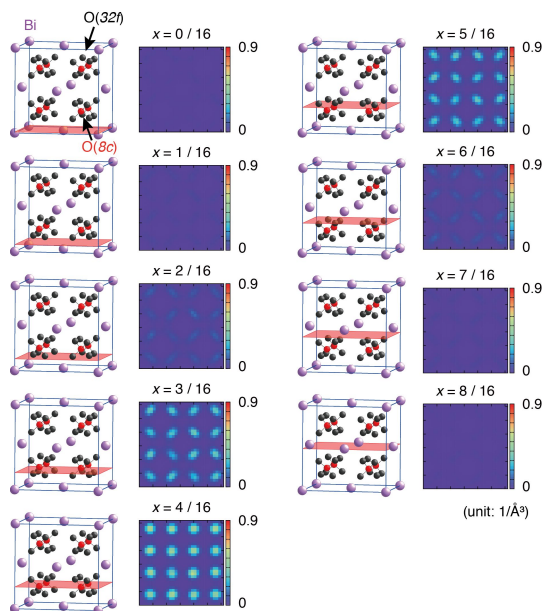 Bi
O(32f)
O(8c)
x = 0 / 16
0.9
0
x = 1 / 16
0.9
0
x = 2 / 16
0.9
0
x = 3 / 16
0.9
0
x = 4 / 16
0.9
0
x = 5 / 16
0.9
0
x = 6 / 16
0.9
0
x = 7 / 16
0.9
0
x = 8 / 16
0.9
0
(unit: 1/Å³)